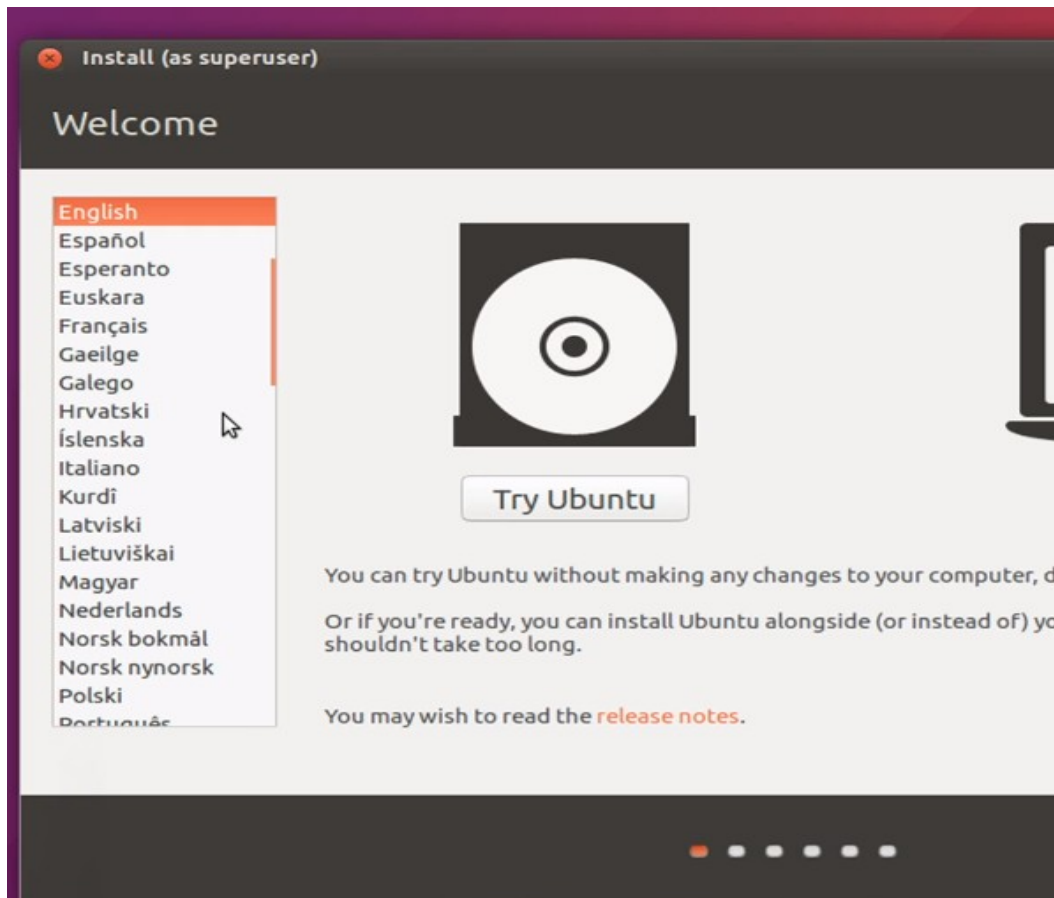 Install (as superuser)
Welcome
English
Español
Esperanto
Euskara
Français
Gaeilge
Galego
Hrvatski
Íslenska
Italiano
Kurdî
Latviski
Lietuviškai
Magyar
Nederlands
Norsk bokmål
Norsk nynorsk
Polski
Português
Try Ubuntu
You can try Ubuntu without making any changes to your computer,
Or if you're ready, you can install Ubuntu alongside (or instead of)
shouldn't take too long.
You may wish to read the release notes.